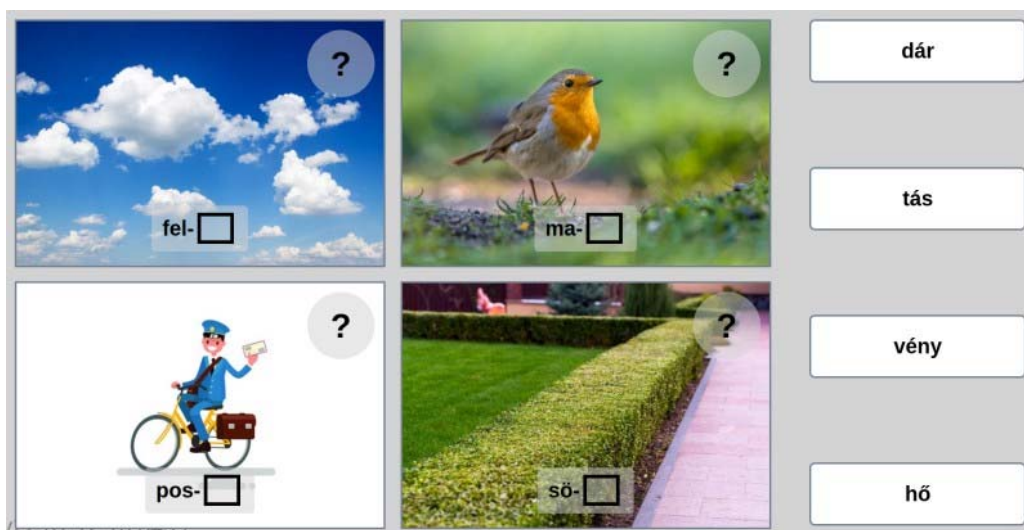 ?
fel-
?
ma-
?
pos-
?
sö-
dár
tás
vény
hő